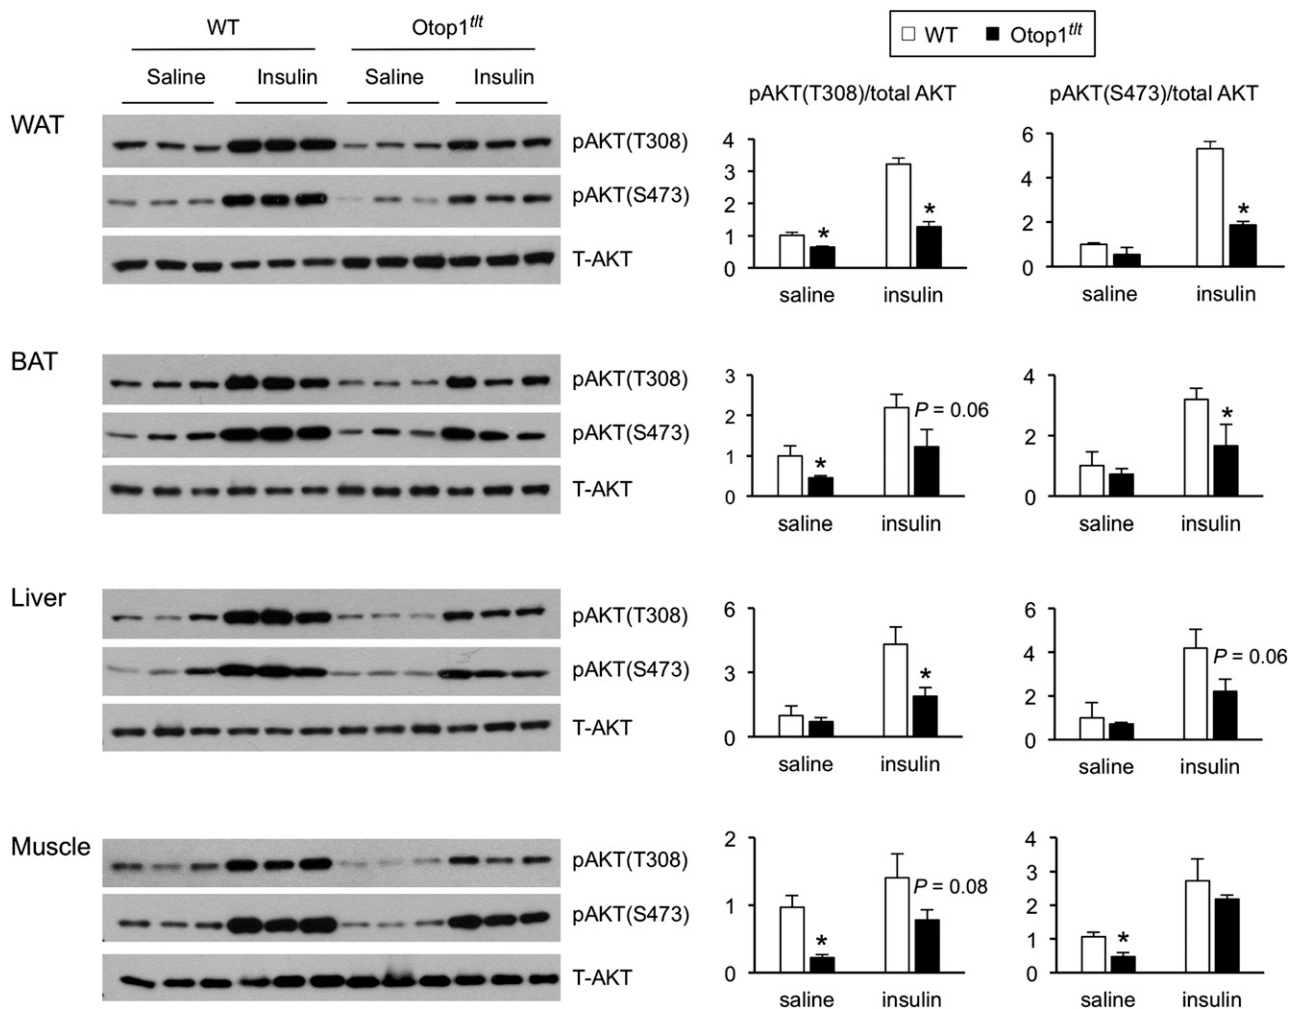 WT Otop1tlt
Saline Insulin Saline Insulin
WT Otop1tlt
pAKT(T308)/total AKT pAKT(S473)/total AKT
WAT
pAKT(T308)
pAKT(S473)
T-AKT
4
3
2
1
0
*
*
saline insulin
6
4
2
0
*
saline insulin
BAT
pAKT(T308)
pAKT(S473)
T-AKT
3
2
1
0
*
P = 0.06
saline insulin
4
2
0
*
saline insulin
Liver
pAKT(T308)
pAKT(S473)
T-AKT
6
3
0
*
saline insulin
6
4
2
0
P = 0.06
saline insulin
Muscle
pAKT(T308)
pAKT(S473)
T-AKT
2
1
0
*
P = 0.08
saline insulin
4
3
2
1
0
*
saline insulin